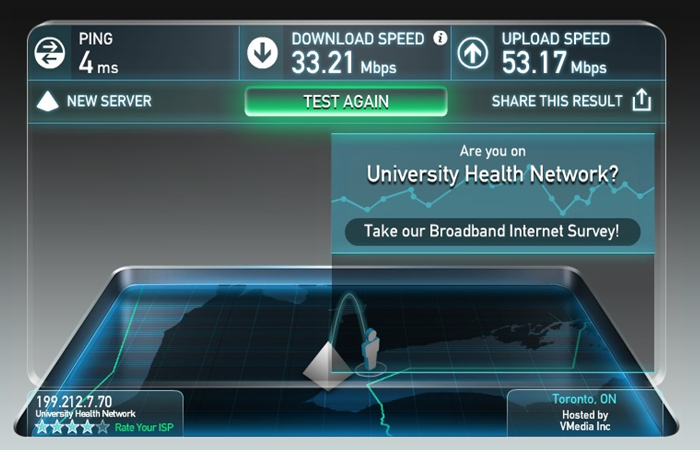 PING
4 ms
DOWNLOAD SPEED
33.21 Mbps
UPLOAD SPEED
53.17 Mbps
NEW SERVER
TEST AGAIN
SHARE THIS RESULT
Are you on
University Health Network?
Take our Broadband Internet Survey!
199.212.7.70
University Health Network
Rate Your ISP
Toronto, ON
Hosted by
VMedia Inc